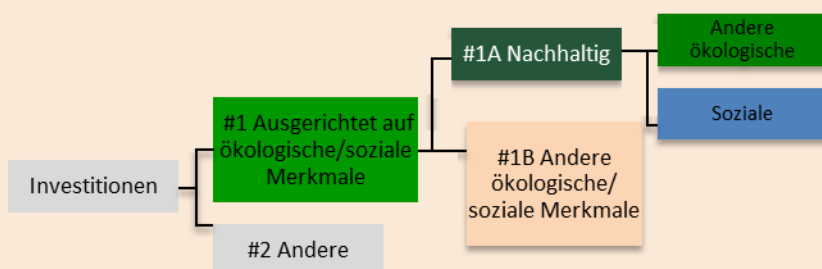 Investitionen
#1 Ausgerichtet auf
ökologische/soziale
Merkmale
#2 Andere
#1A Nachhaltig
#1B Andere
ökologische/
soziale Merkmale
Andere
ökologische
Soziale